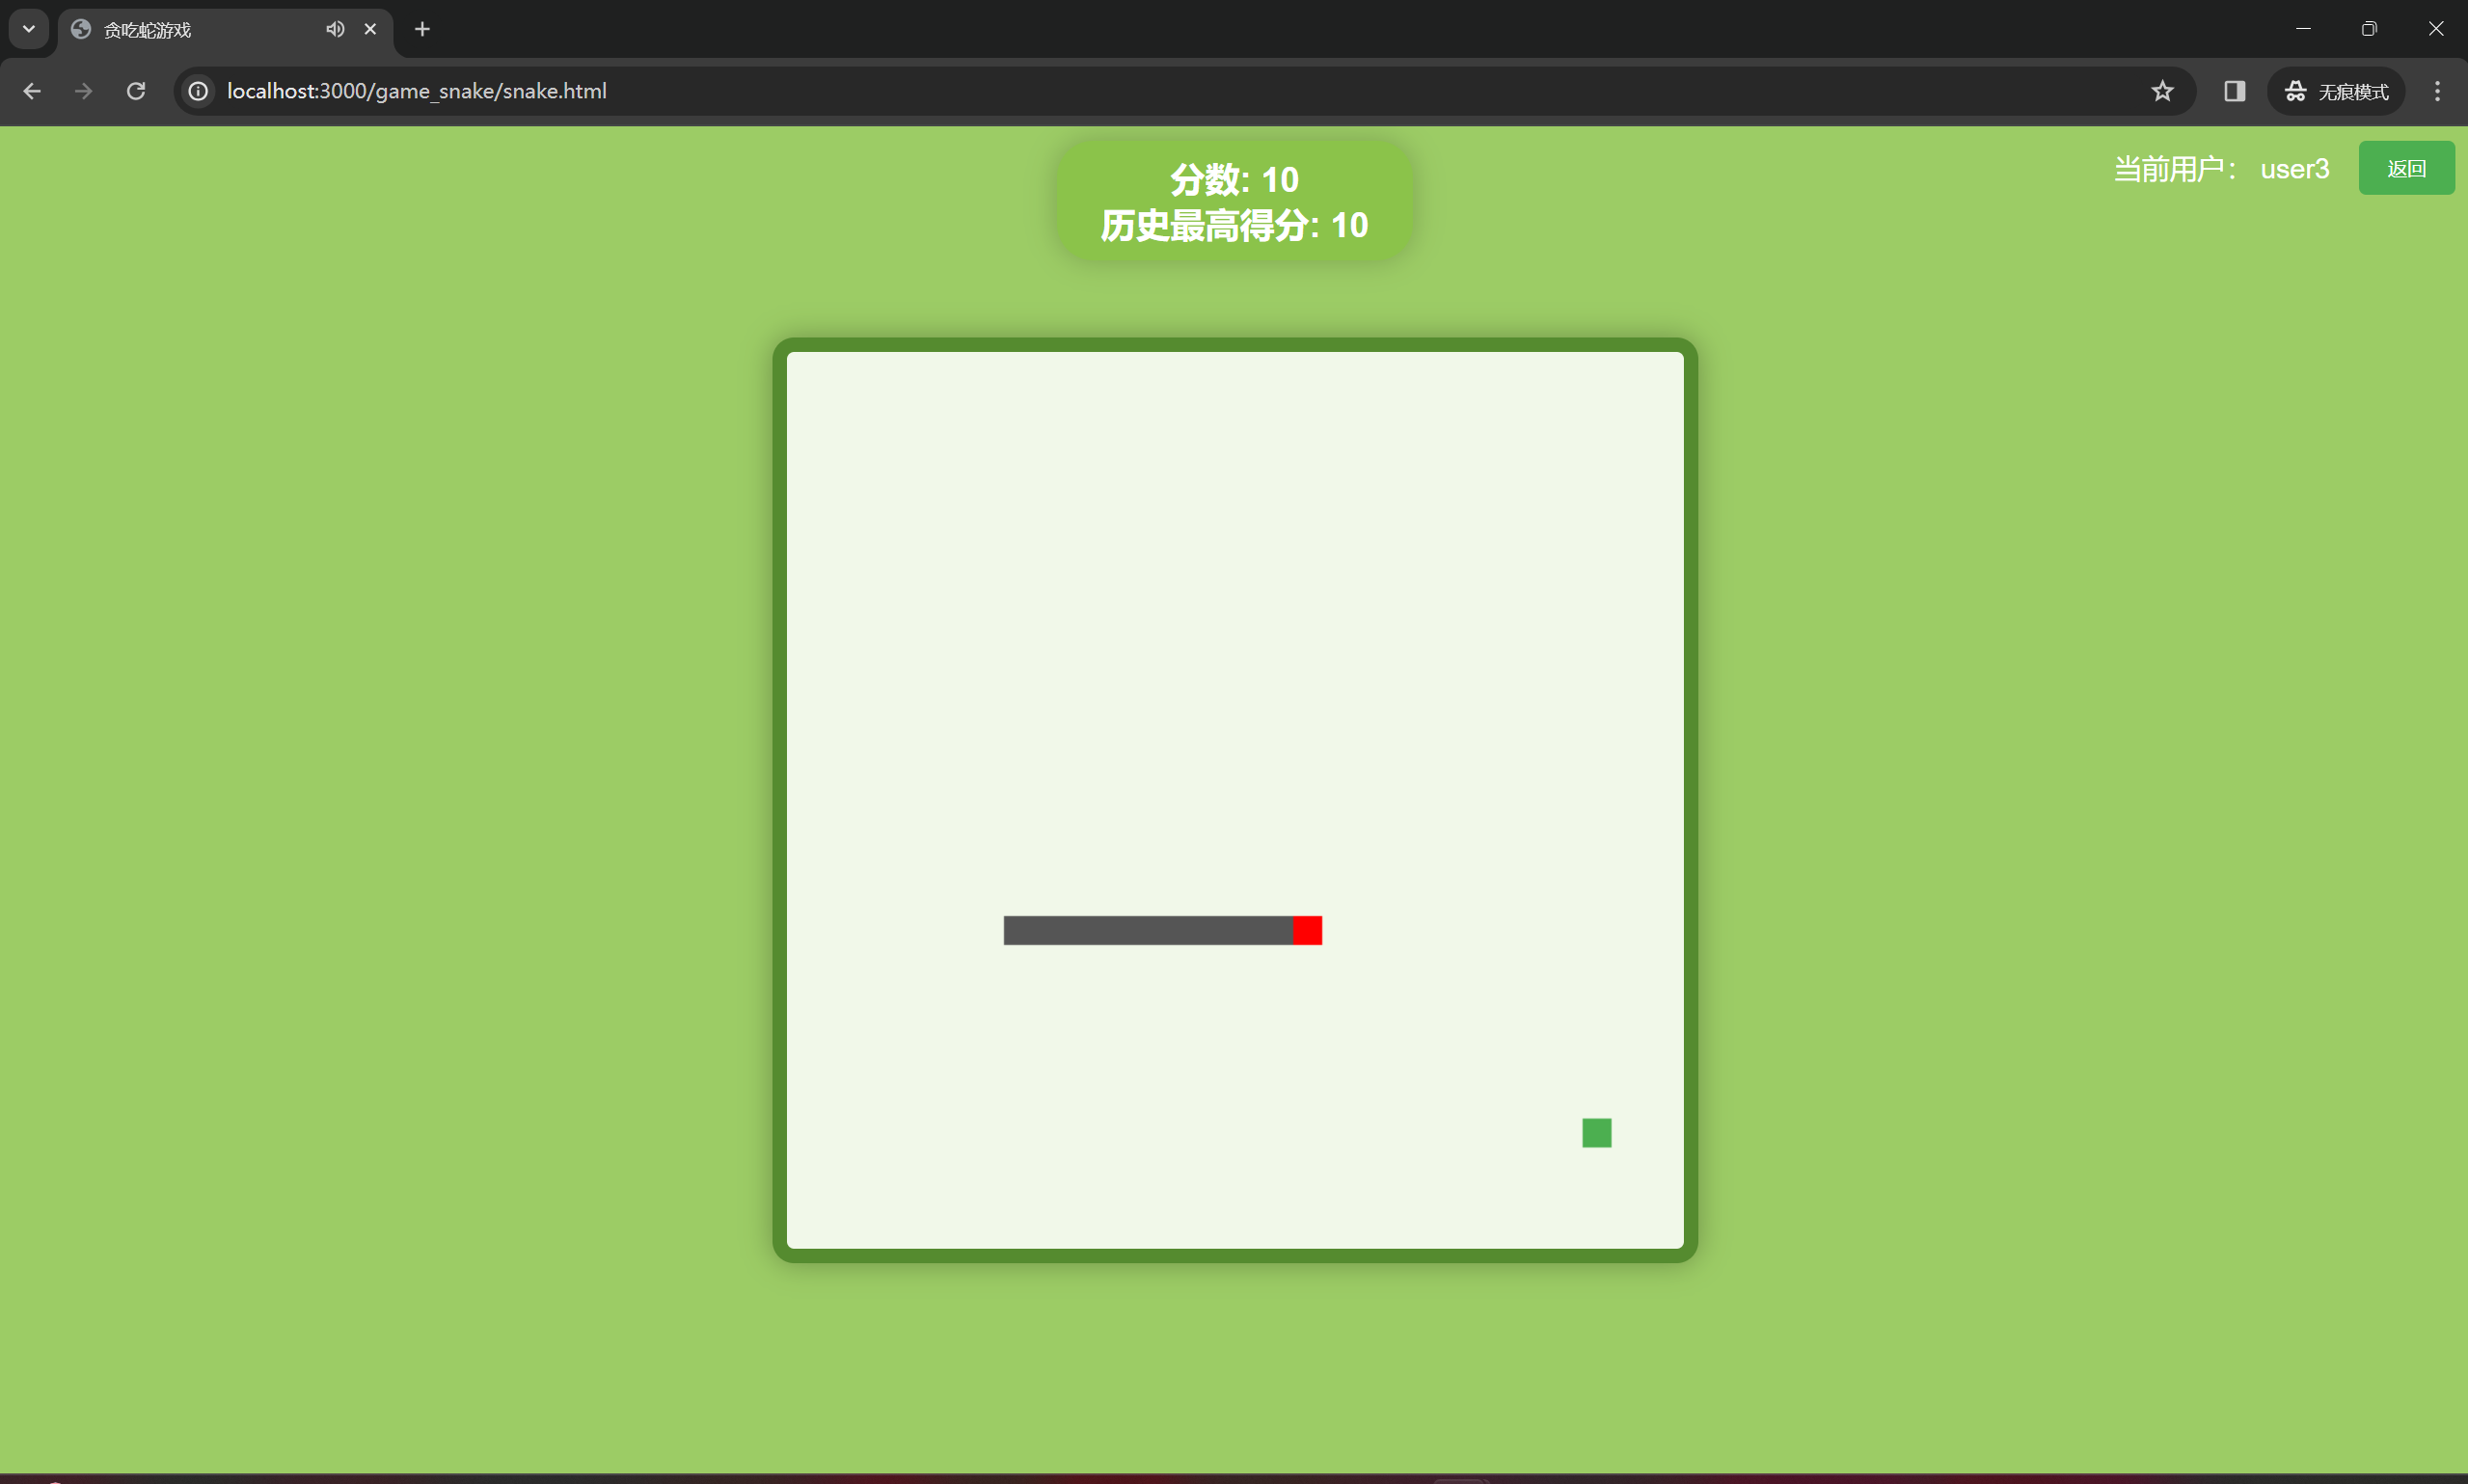 贪吃蛇游戏
localhost:3000/game_snake/snake.html
无痕模式
分数: 10
历史最高得分: 10
当前用户： user3
返回